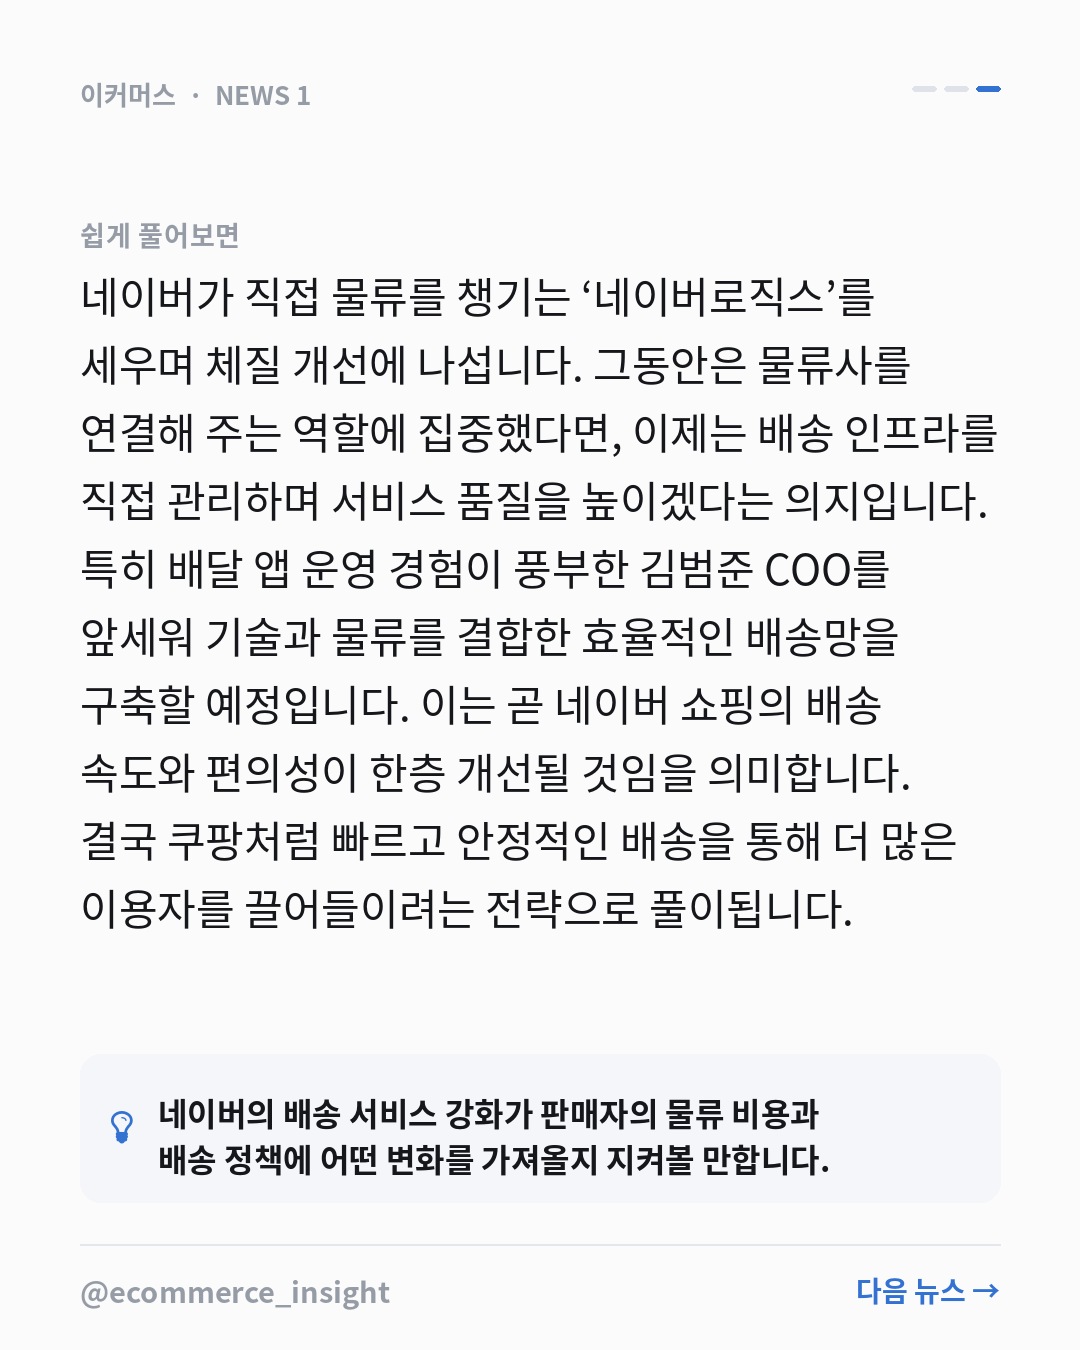 이커머스 · NEWS 1
쉽게 풀어보면
네이버가 직접 물류를 챙기는 ‘네이버로직스’를
세우며 체질 개선에 나섭니다. 그동안은 물류사를
연결해 주는 역할에 집중했다면, 이제는 배송 인프라를
직접 관리하며 서비스 품질을 높이겠다는 의지입니다.
특히 배달 앱 운영 경험이 풍부한 김범준 COO를
앞세워 기술과 물류를 결합한 효율적인 배송망을
구축할 예정입니다. 이는 곧 네이버 쇼핑의 배송
속도와 편의성이 한층 개선될 것임을 의미합니다.
결국 쿠팡처럼 빠르고 안정적인 배송을 통해 더 많은
이용자를 끌어들이려는 전략으로 풀이됩니다.
네이버의 배송 서비스 강화가 판매자의 물류 비용과
배송 정책에 어떤 변화를 가져올지 지켜볼 만합니다.
@ecommerce_insight
다음 뉴스 →